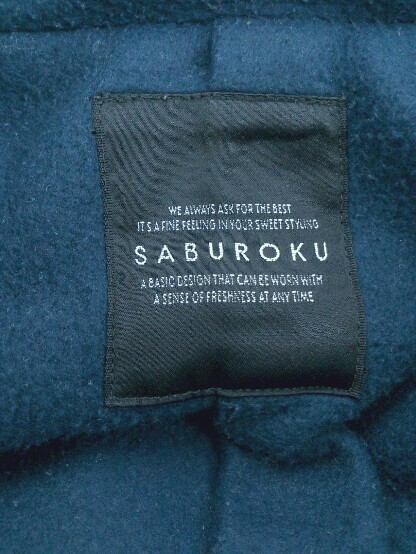 WE ALWAYS ASK FOR THE BEST
IT S A FINE FEELING IN YOUR SWEET STYLING
SABUROKU
A BASIC DESIGN THAT CAN BE WORN WITH
A SENSE OF FRESHNESS AT ANY TIME